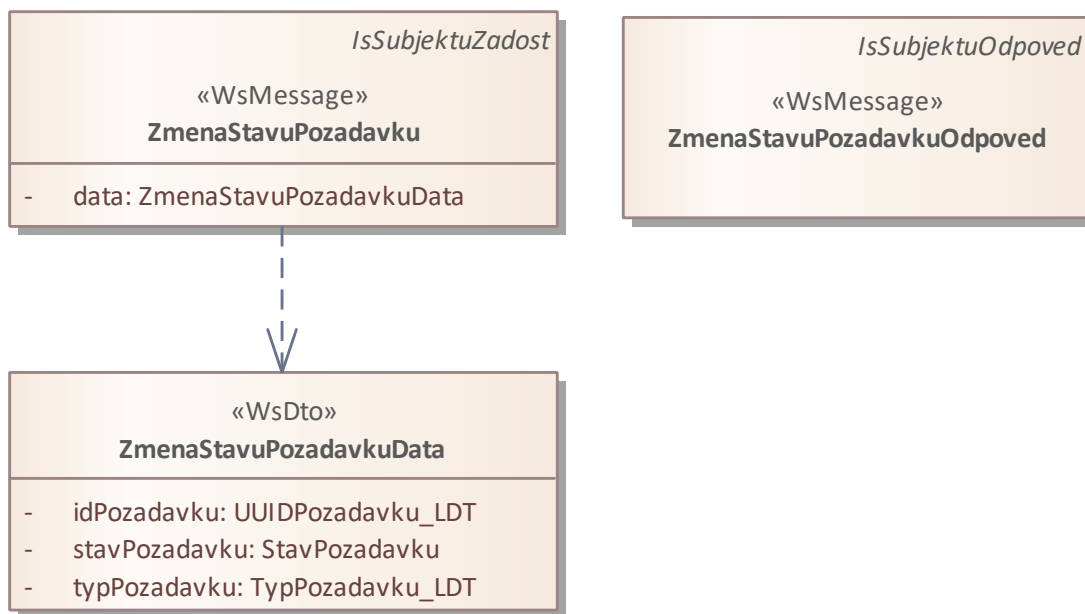 IsSubjektuZadost
«WsMessage»
ZmenaStavuPozadavku
- data: ZmenaStavuPozadavkuData
IsSubjektuOdpoved
«WsMessage»
ZmenaStavuPozadavkuOdpoved
«WsDto»
ZmenaStavuPozadavkuData
- idPozadavku: UUIDPozadavku_LDT
- stavPozadavku: StavPozadavku
- typPozadavku: TypPozadavku_LDT